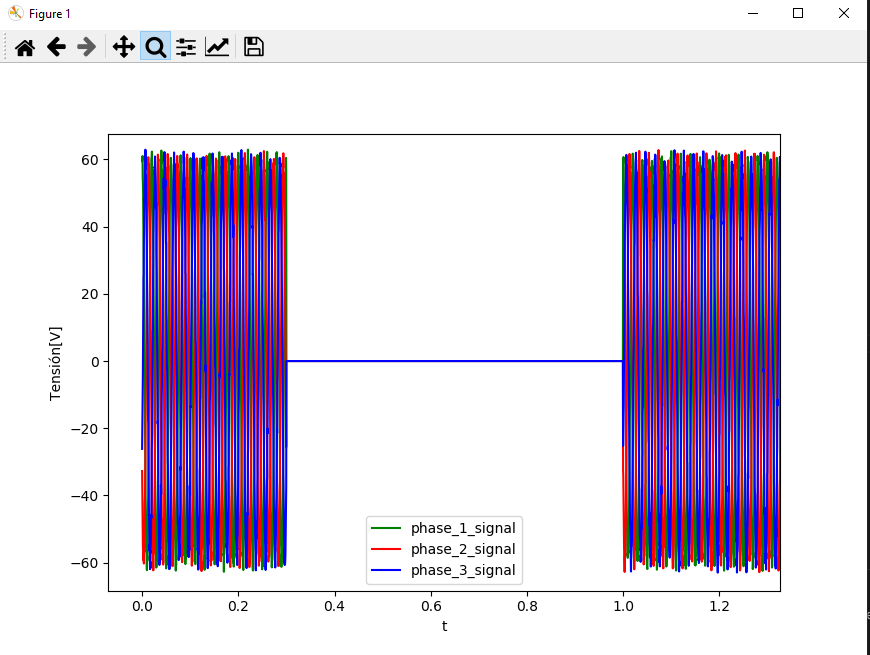 Figure 1
60
40
20
0
−20
−40
−60
Tensión[V]
phase_1_signal
phase_2_signal
phase_3_signal
0.0 0.2 0.4 0.6 0.8 1.0 1.2
t